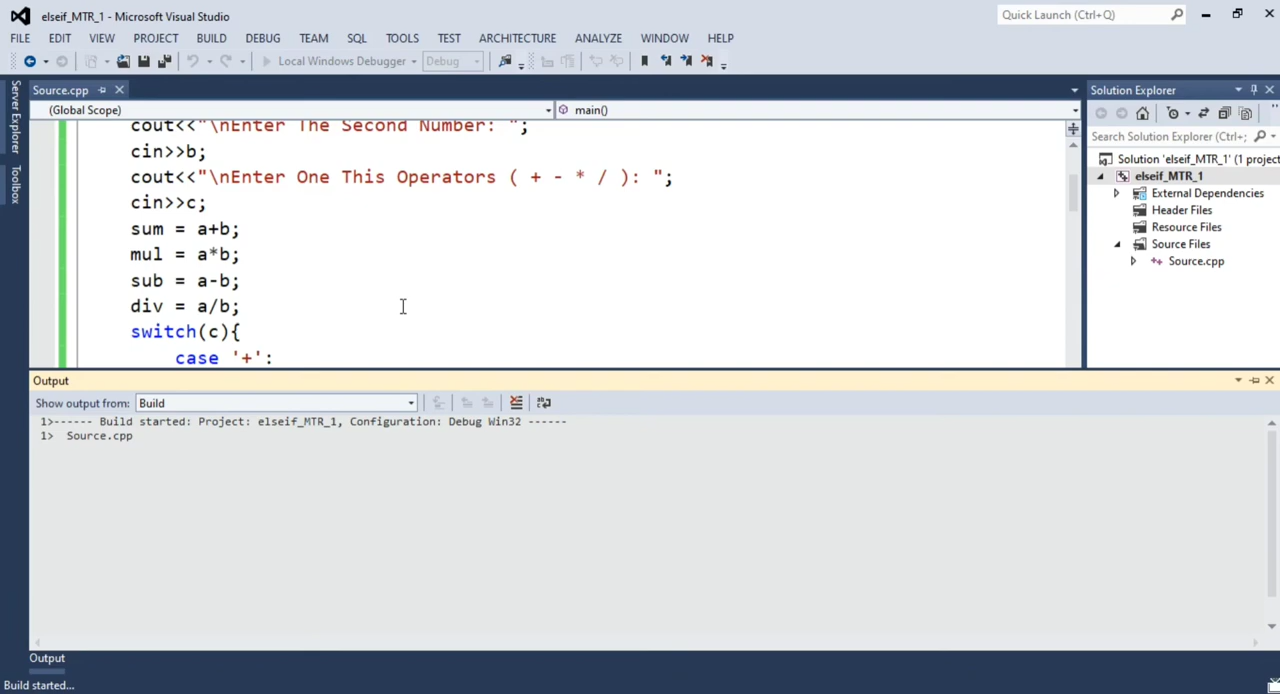 elseif_MTR_1 - Microsoft Visual Studio
Quick Launch (Ctrl+Q)
FILE EDIT VIEW PROJECT BUILD DEBUG TEAM SQL TOOLS TEST ARCHITECTURE ANALYZE WINDOW HELP
Local Windows Debugger Debug
Server Explorer
Toolbox
Source.cpp
(Global Scope) main()
cout<<"\nEnter The Second Number: ";
cin>>b;
cout<<"\nEnter One This Operators ( + - * / ): ";
cin>>c;
sum = a+b;
mul = a*b;
sub = a-b;
div = a/b;
switch(c){
case '+':
Solution Explorer
Search Solution Explorer (Ctrl+;
Solution 'elseif_MTR_1' (1 project
elseif_MTR_1
External Dependencies
Header Files
Resource Files
Source Files
Source.cpp
Output
Show output from: Build
1>------ Build started: Project: elseif_MTR_1, Configuration: Debug Win32 ------
1> Source.cpp
Output
Build started...